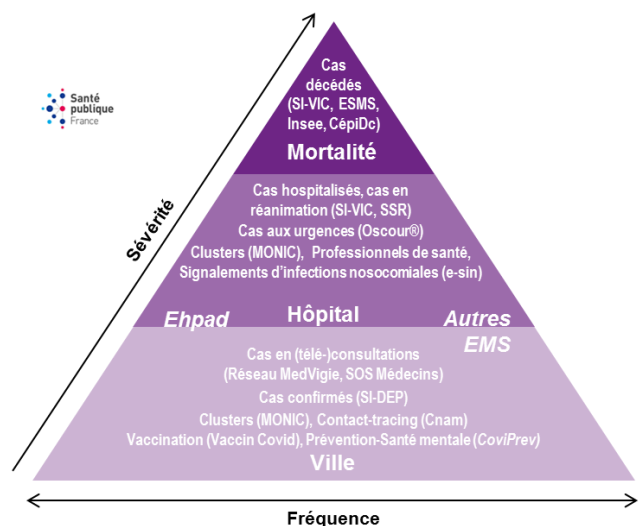 Santé
publique
France
Cas
décédés
(SI-VIC, ESMS,
Insee, CépiDc)
Mortalité
Sévérité
Cas hospitalisés, cas en
réanimation (SI-VIC, SSR)
Cas aux urgences (Oscour®)
Clusters (MONIC), Professionnels de santé,
Signalements d'infections nosocomiales (e-sin)
Ehpad
Hôpital
Autres
EMS
Cas en (télé-)consultations
(Réseau MedVigie, SOS Médecins)
Cas confirmés (SI-DEP)
Clusters (MONIC), Contact-tracing (Cnam)
Vaccination (Vaccin Covid), Prévention-Santé mentale (CoviPrev)
Ville
Fréquence